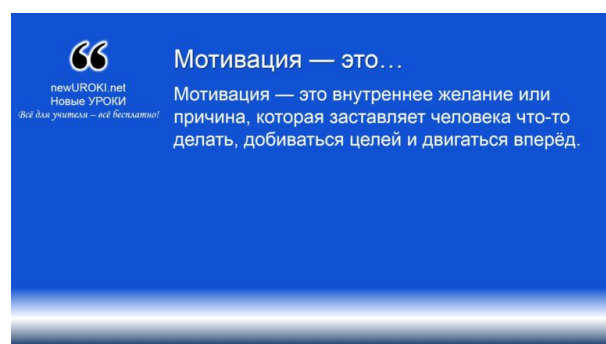 ❝
newUROKI.net
Новые УРОКИ
Всё для учителя – всё бесплатно!
Мотивация — это…
Мотивация — это внутреннее желание или
причина, которая заставляет человека что-то
делать, добиваться целей и двигаться вперёд.